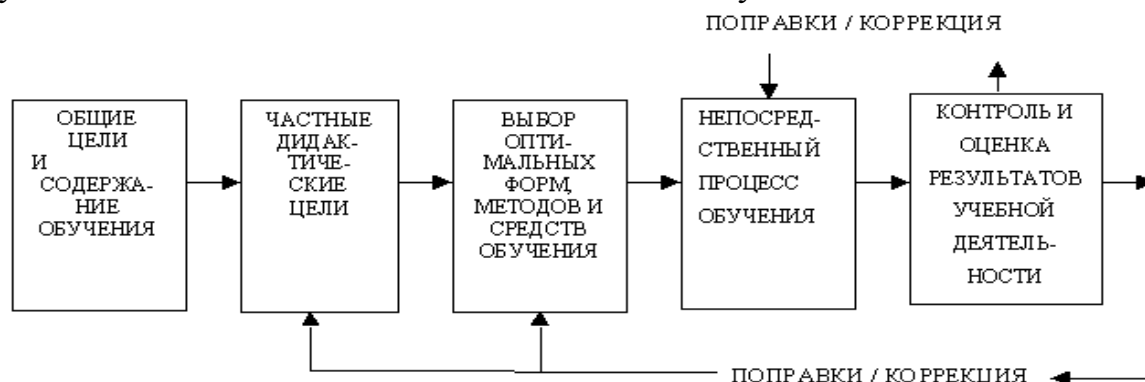 ПОПРАВКИ / КОРРЕКЦИЯ
ОБЩИЕ
ЦЕЛИ
И
СОДЕРЖА-
НИЕ
ОБУЧЕНИЯ
ЧАСТНЫЕ
ДИДАК-
ТИЧЕ-
СКИЕ
ЦЕЛИ
ВЫБОР
ОПТИ-
МАЛЬНЫХ
ФОРМ,
МЕТОДОВ И
СРЕДСТВ
ОБУЧЕНИЯ
НЕПОСРЕД-
СТВЕННЫЙ
ПРОЦЕСС
ОБУЧЕНИЯ
КОНТРОЛЬ И
ОЦЕНКА
РЕЗУЛЬТАТОВ
УЧЕБНОЙ
ДЕЯТЕЛЬ-
НОСТИ
ПОПРАВКИ / КОРРЕКЦИЯ